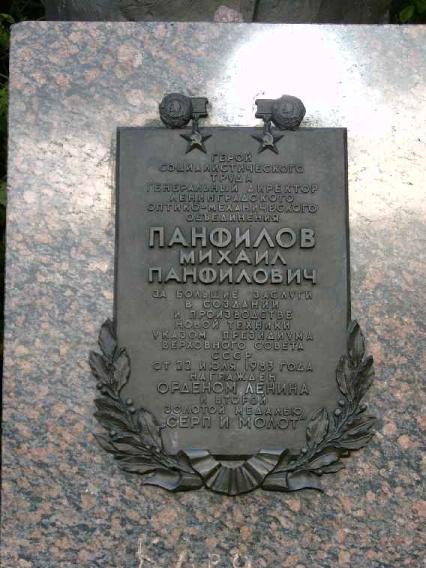 ГЕРОЙ
СОЦИАЛИСТИЧЕСКОГО
ТРУДА
ГЕНЕРАЛЬНЫЙ ДИРЕКТОР
ЛЕНИНГРАДСКОГО
ОПТИКО-МЕХАНИЧЕСКОГО
ОБЪЕДИНЕНИЯ
ПАНФИЛОВ
МИХАИЛ
ПАНФИЛОВИЧ
ЗА БОЛЬШИЕ ЗАСЛУГИ
В СОЗДАНИИ
И ПРОИЗВОДСТВЕ
НОВОЙ ТЕХНИКИ
УКАЗОМ ПРЕЗИДИУМА
ВЕРХОВНОГО СОВЕТА
СССР
ОТ 22 ИЮЛЯ 1983 ГОДА
НАГРАЖДЕН
ОРДЕНОМ ЛЕНИНА
И ВТОРОЙ
ЗОЛОТОЙ МЕДАЛЬЮ
„СЕРП И МОЛОТ"